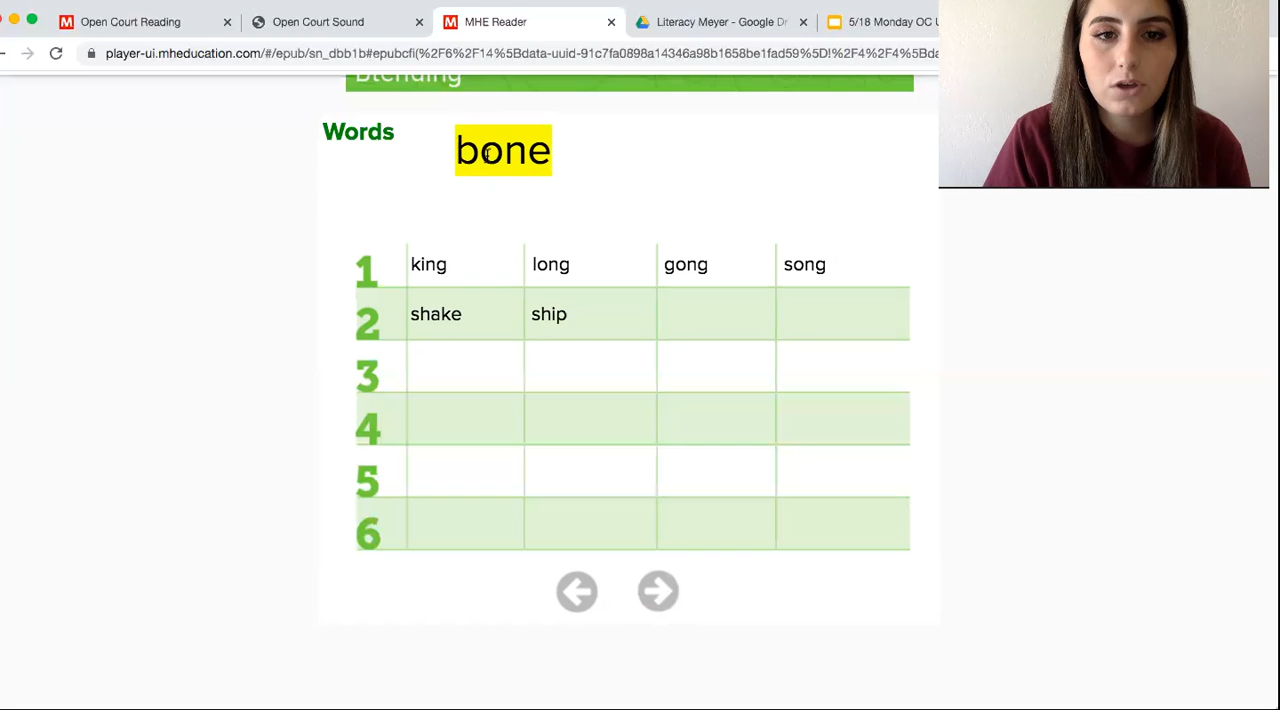 Open Court Reading × Open Court Sound × MHE Reader × Literacy Meyer - Google Dr × 5/18 Monday OC U
player-ui.mheducation.com/#/epub/sn_dbb1b#epubcfi(%2F6%2F14%5Bdata-uuid-91c7fa0898a14346a98b1658be1fad59%5D!%2F4%2F4%5Bda
Blending
Words
bone
1 king long gong song
2 shake ship
3
4
5
6